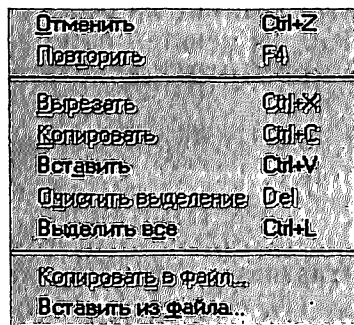 Отменить Ctrl+Z
Повторить F4
Вырезать Ctrl+X
Копировать Ctrl+C
Вставить Ctrl+V
Очистить выделение Del
Выделить все Ctrl+L
Копировать в файл...
Вставить из файла...